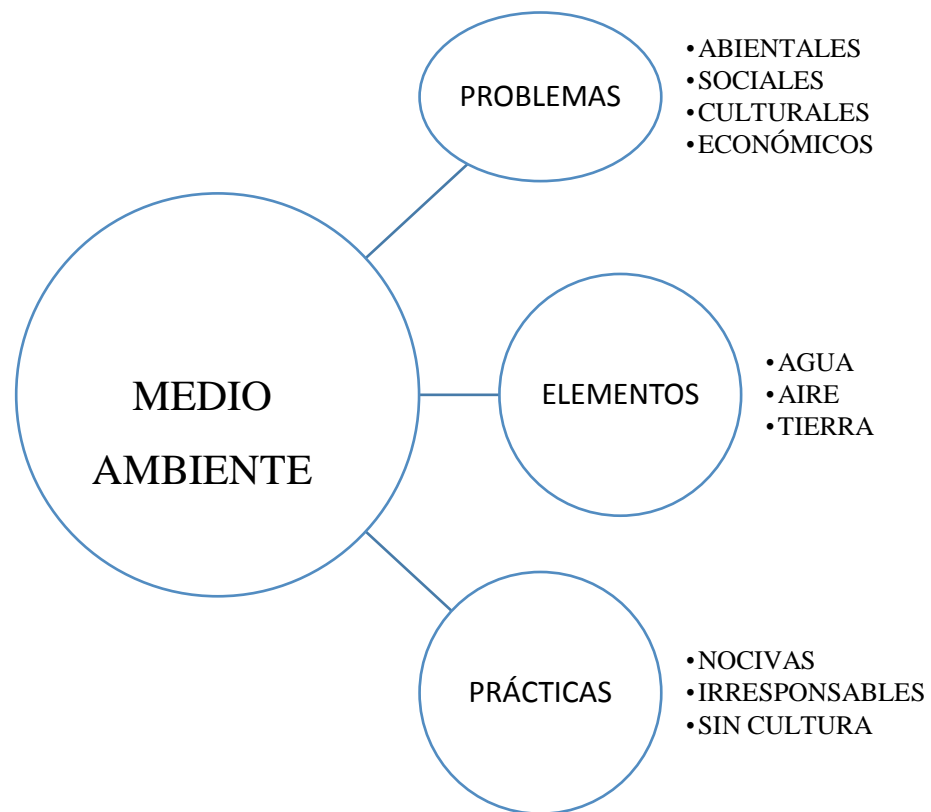 PROBLEMAS
•ABIENTALES
•SOCIALES
•CULTURALES
•ECONÓMICOS
MEDIO
AMBIENTE
ELEMENTOS
•AGUA
•AIRE
•TIERRA
PRÁCTICAS
•NOCIVAS
•IRRESPONSABLES
•SIN CULTURA